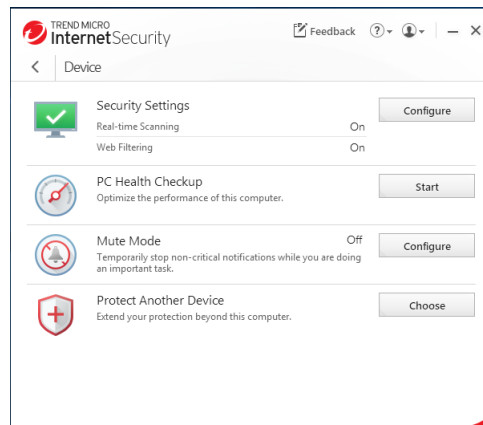 TREND MICRO
InternetSecurity
Feedback
?
Device
Security Settings
Configure
Real-time Scanning On
Web Filtering On
PC Health Checkup
Start
Optimize the performance of this computer.
Mute Mode Off
Configure
Temporarily stop non-critical notifications while you are doing
an important task.
Protect Another Device
Choose
Extend your protection beyond this computer.